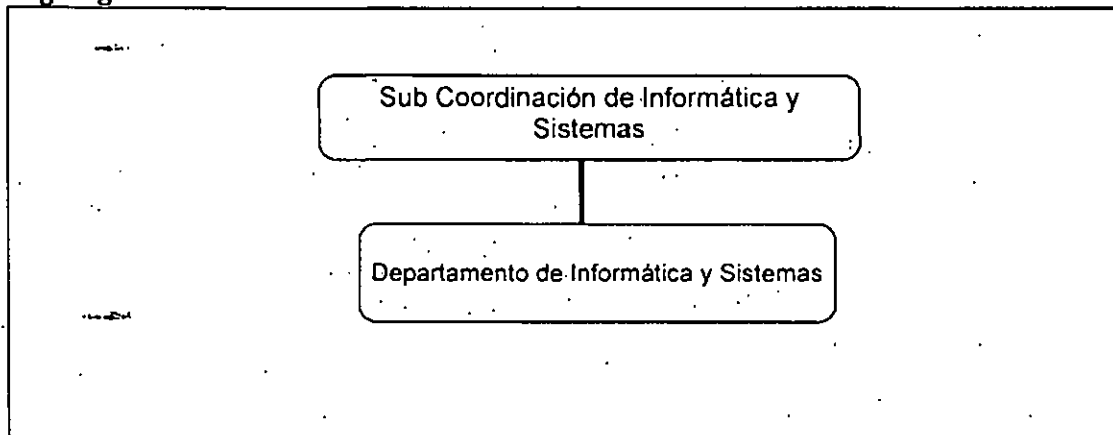 Sub Coordinación de Informática y
Sistemas
Departamento de Informática y Sistemas